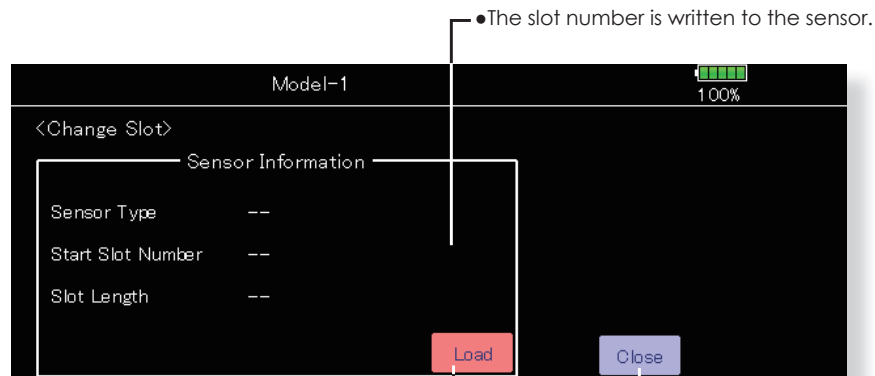 ●The slot number is written to the sensor.
Model-1
100%
<Change Slot>
Sensor Information
Sensor Type --
Start Slot Number --
Slot Length --
Load
Close